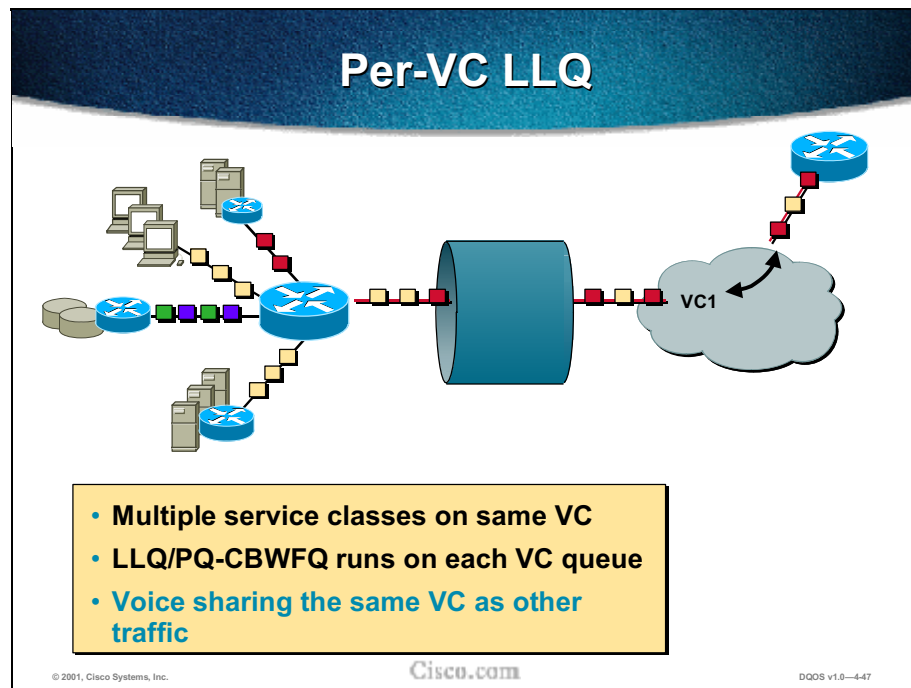 Per-VC LLQ
VC1
• Multiple service classes on same VC
• LLQ/PQ-CBWFQ runs on each VC queue
• Voice sharing the same VC as other
traffic
© 2001, Cisco Systems, Inc.
Cisco.com
DQOS v1.0—4-47